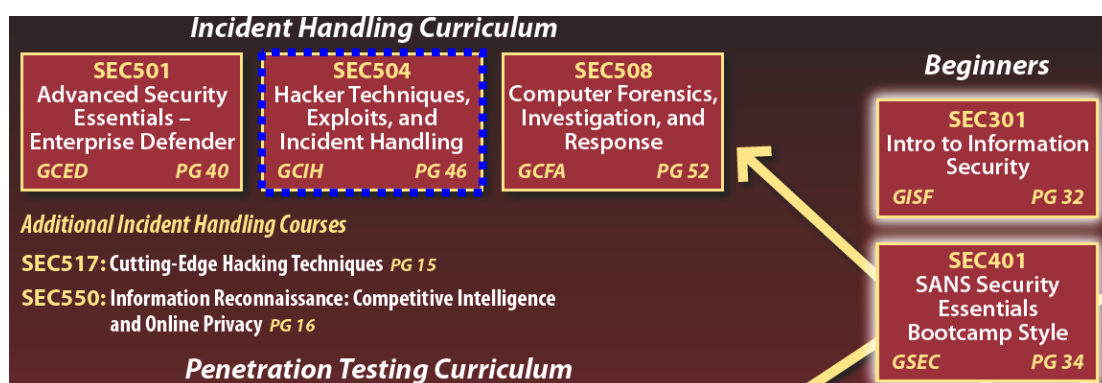 Incident Handling Curriculum
SEC501
Advanced Security
Essentials –
Enterprise Defender
GCED PG 40
SEC504
Hacker Techniques,
Exploits, and
Incident Handling
GCIH PG 46
SEC508
Computer Forensics,
Investigation, and
Response
GCFA PG 52
Additional Incident Handling Courses
SEC517: Cutting-Edge Hacking Techniques PG 15
SEC550: Information Reconnaissance: Competitive Intelligence
and Online Privacy PG 16
Penetration Testing Curriculum
Beginners
SEC301
Intro to Information
Security
GISF PG 32
SEC401
SANS Security
Essentials
Bootcamp Style
GSEC PG 34